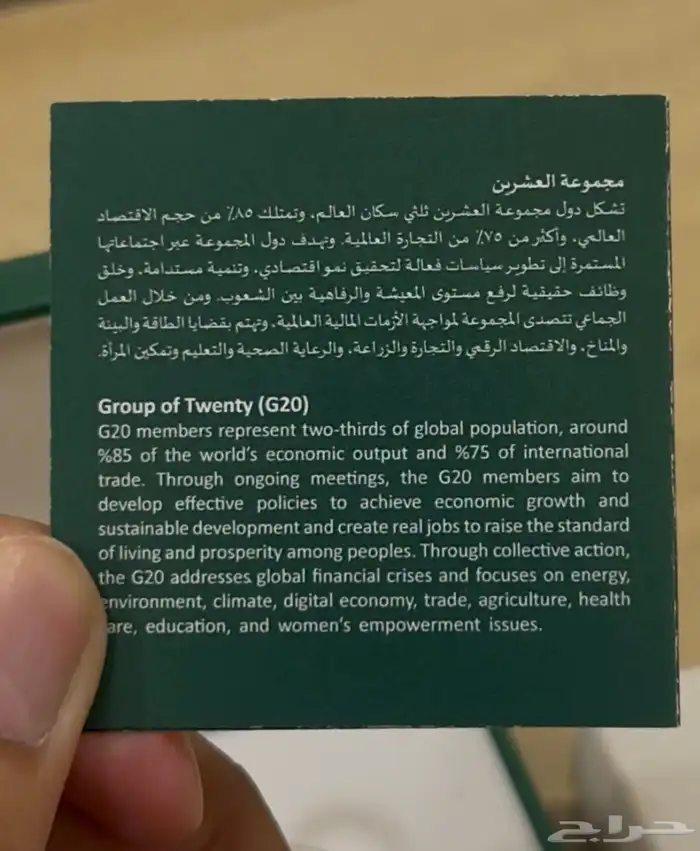 مجموعة العشرين
تشكل دول مجموعة العشرين ثلثي سكان العالم، وتمتلك ٨٥٪ من حجم الاقتصاد
العالمي، وأكثر من ٧٥٪ من التجارة العالمية. وتهدف دول المجموعة عبر اجتماعاتها
المستمرة إلى تطوير سياسات فعالة لتحقيق نمو اقتصادي، وتنمية مستدامة، وخلق
وظائف حقيقية لرفع مستوى المعيشة والرفاهية بين الشعوب. ومن خلال العمل
الجماعي تتصدى المجموعة لمواجهة الأزمات المالية العالمية، وتهتم بقضايا الطاقة والبيئة
والمناخ، والاقتصاد الرقمي والتجارة والزراعة، والرعاية الصحية والتعليم وتمكين المرأة.
Group of Twenty (G20)
G20 members represent two-thirds of global population, around
%85 of the world's economic output and %75 of international
trade. Through ongoing meetings, the G20 members aim to
develop effective policies to achieve economic growth and
sustainable development and create real jobs to raise the standard
of living and prosperity among peoples. Through collective action,
the G20 addresses global financial crises and focuses on energy,
environment, climate, digital economy, trade, agriculture, health
are, education, and women's empowerment issues.
حراج